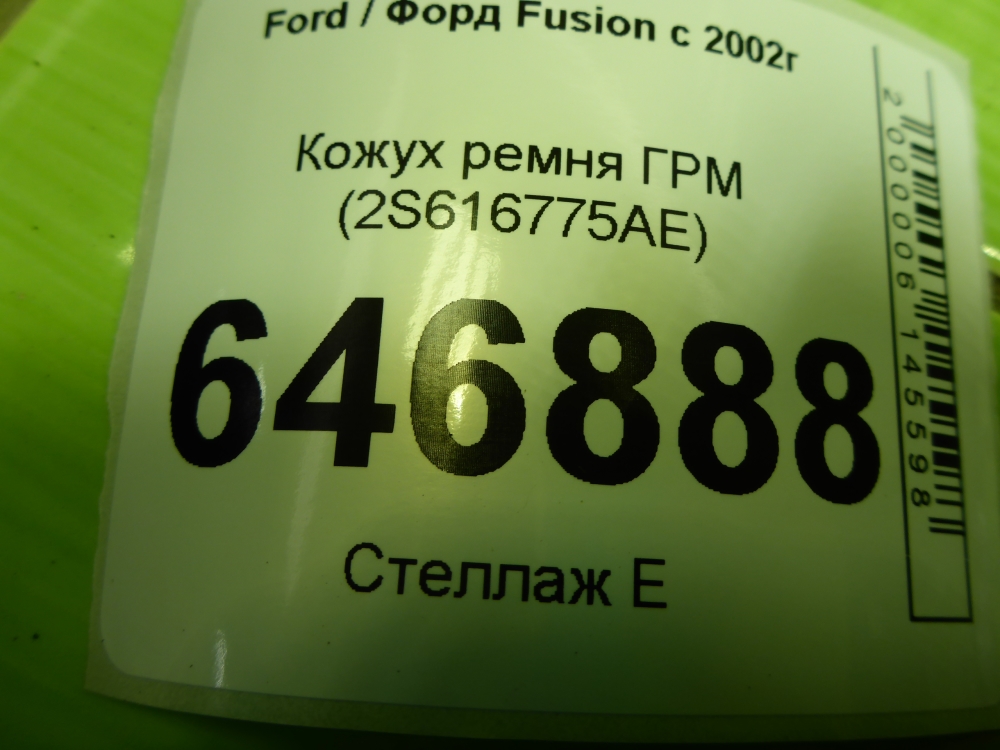 Ford / Форд Fusion с 2002г
Кожух ремня ГРМ
(2S616775AE)
646888
Стеллаж Е
2000006145598